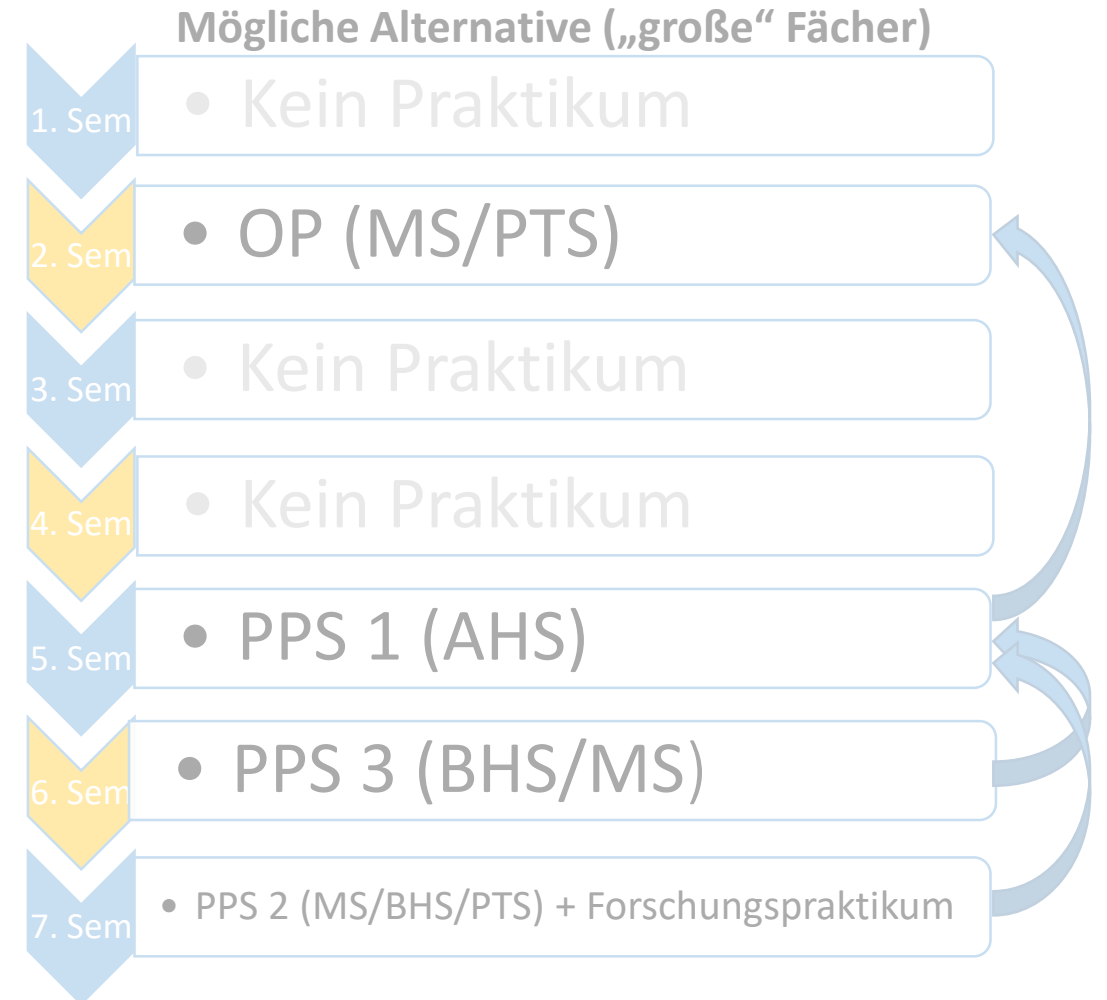 Mögliche Alternative („große“ Fächer)
1. Sem
• Kein Praktikum
2. Sem
• OP (MS/PTS)
3. Sem
• Kein Praktikum
4. Sem
• Kein Praktikum
5. Sem
• PPS 1 (AHS)
6. Sem
• PPS 3 (BHS/MS)
7. Sem
• PPS 2 (MS/BHS/PTS) + Forschungspraktikum